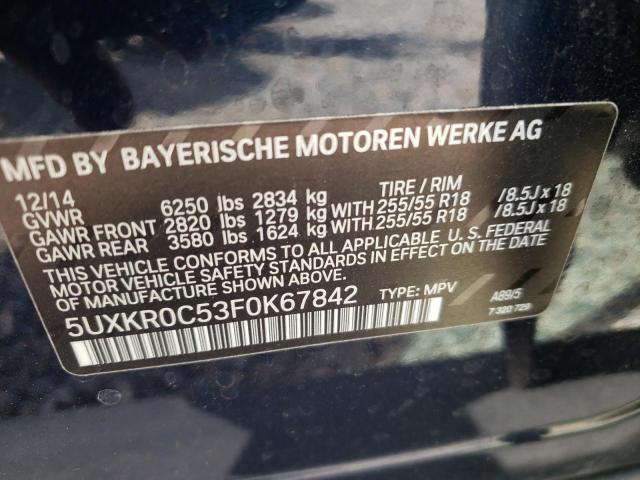 MFD BY BAYERISCHE MOTOREN WERKE AG
12/14
GVWR 6250 lbs 2834 kg TIRE / RIM
GAWR FRONT 2820 lbs 1279 kg WITH 255/55 R18 /8.5J x 18
GAWR REAR 3580 lbs 1624 kg WITH 255/55 R18 /8.5J x 18
THIS VEHICLE CONFORMS TO ALL APPLICABLE U. S. FEDERAL
MOTOR VEHICLE SAFETY STANDARDS IN EFFECT ON THE DATE
OF MANUFACTURE SHOWN ABOVE.
5UXKR0C53F0K67842 TYPE: MPV A89/5
7 320 729